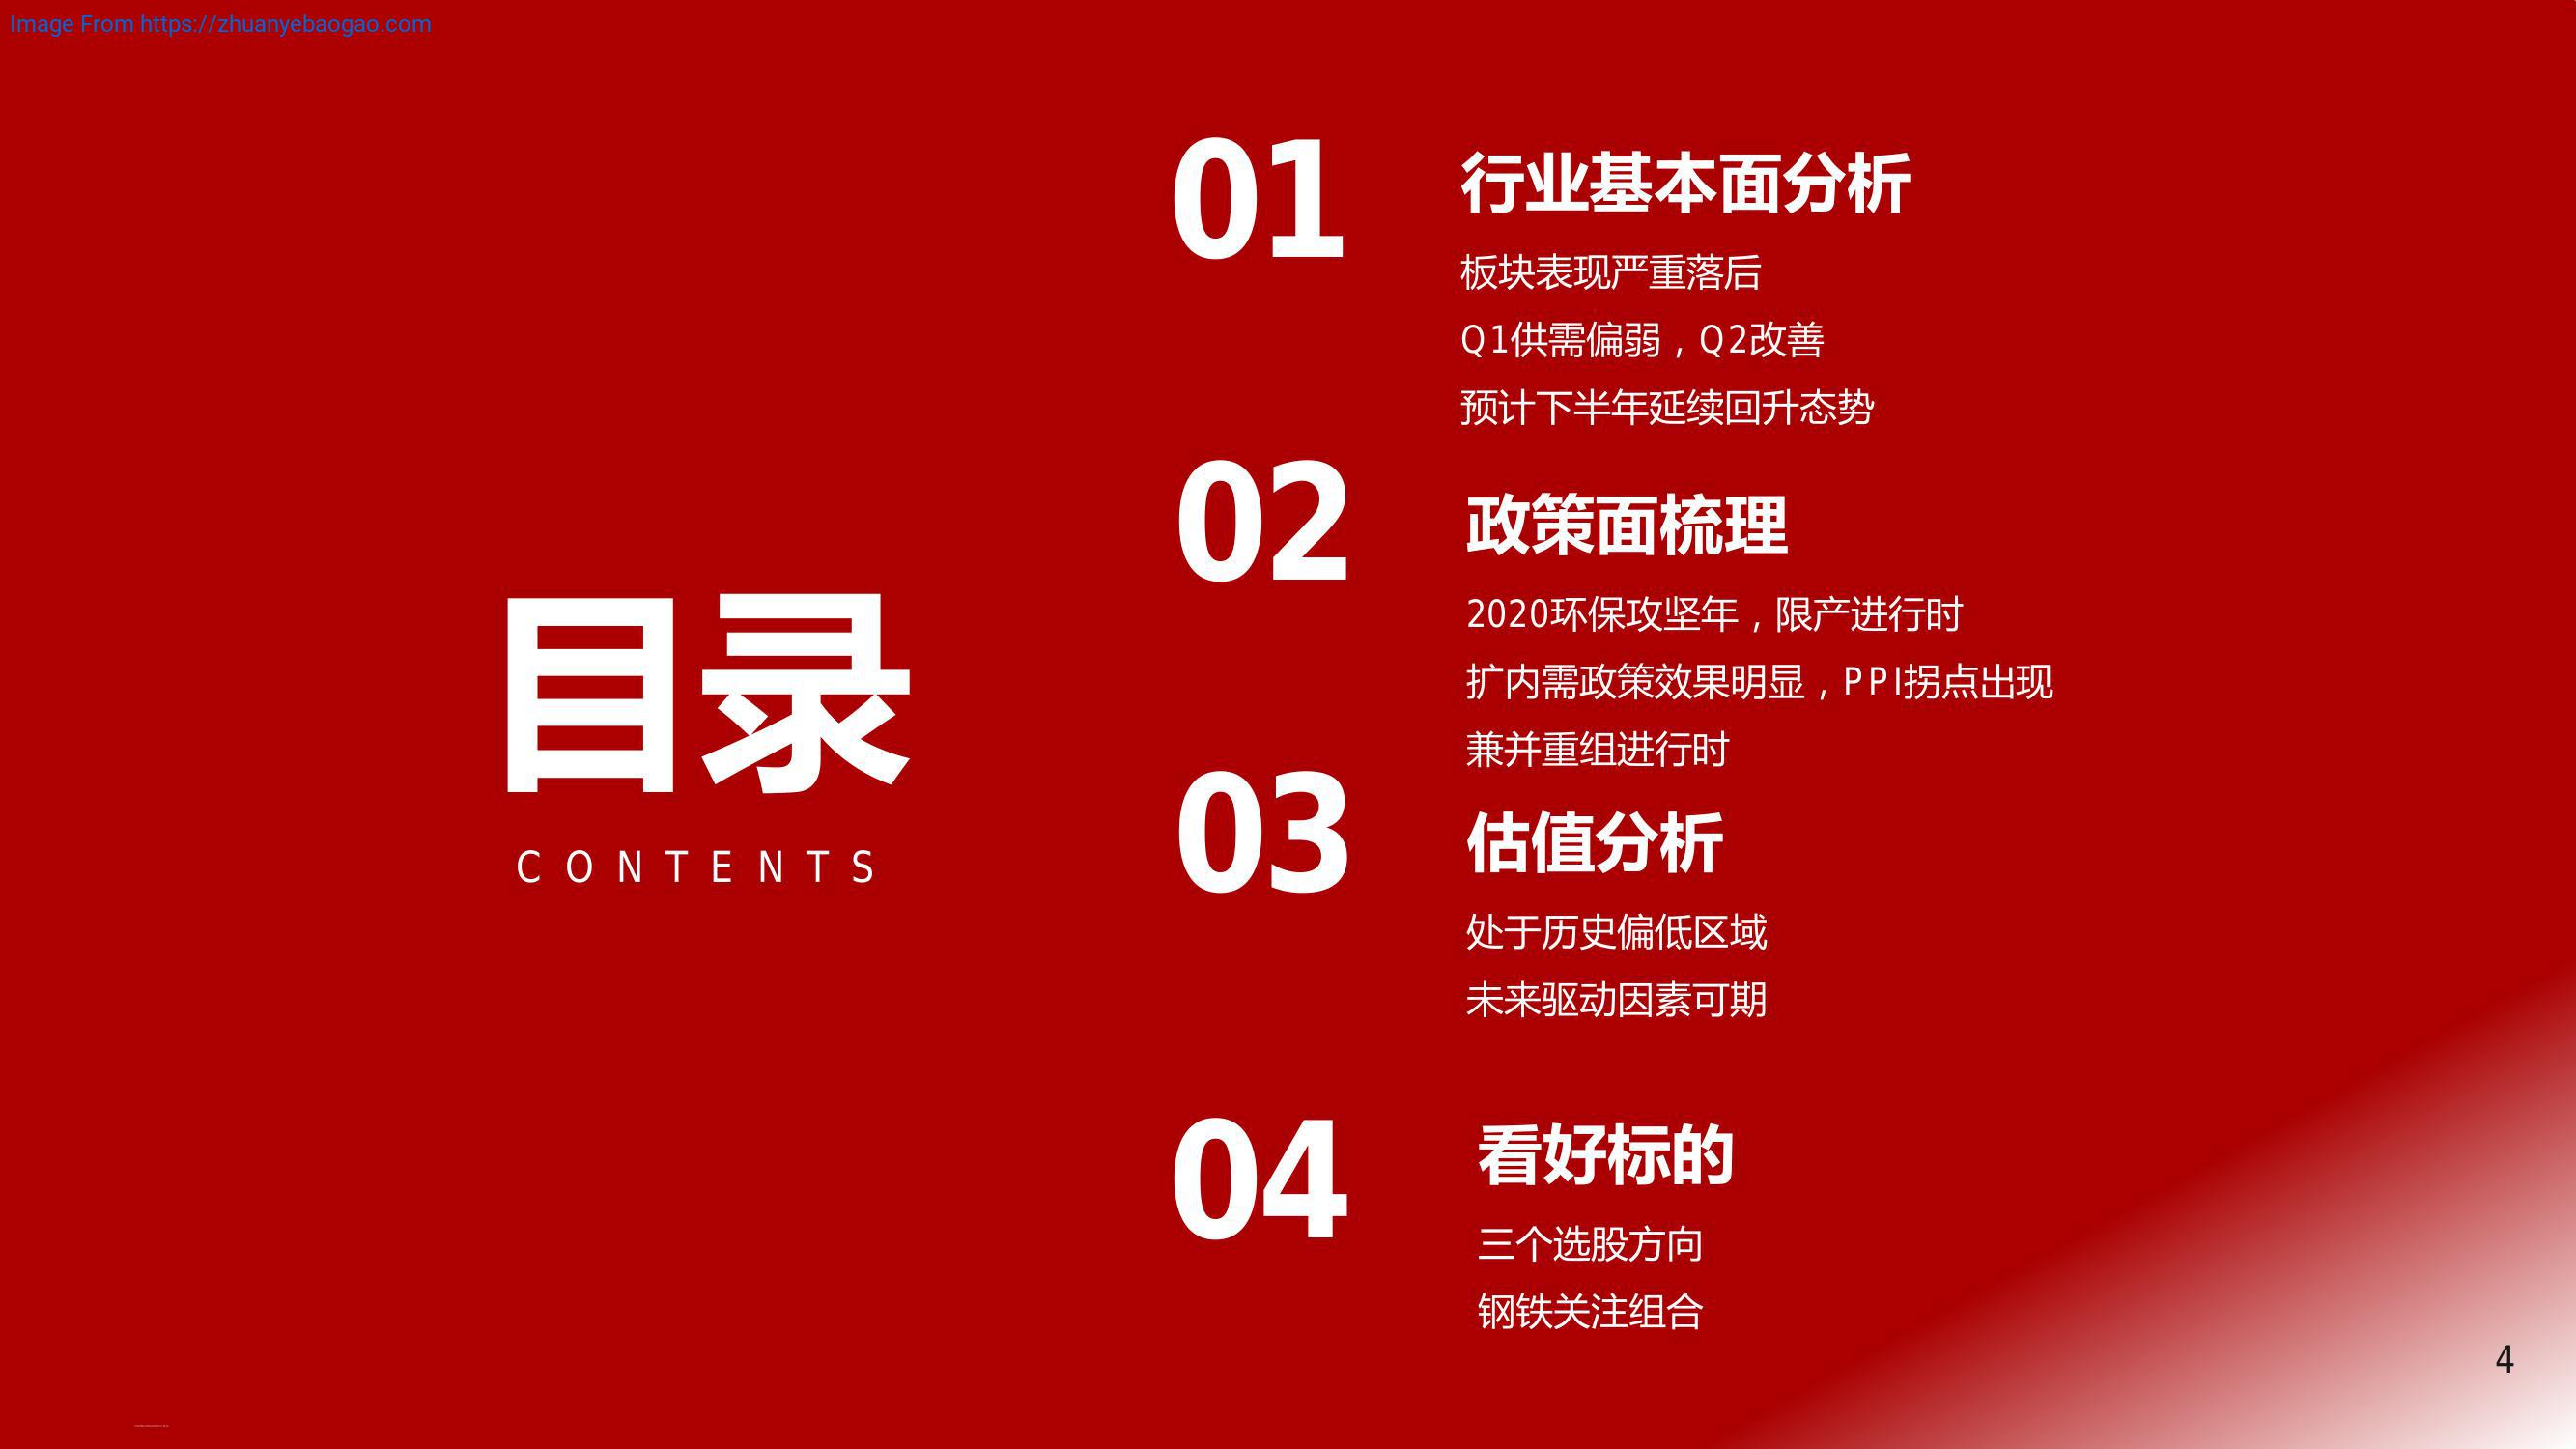 Image From https://zhuanyebaogao.com
目录
CONTENTS
01
行业基本面分析
板块表现严重落后
Q1供需偏弱，Q2改善
预计下半年延续回升态势
02
政策面梳理
2020环保攻坚年，限产进行时
扩内需政策效果明显，PPI拐点出现
兼并重组进行时
03
估值分析
处于历史偏低区域
未来驱动因素可期
04
看好标的
三个选股方向
钢铁关注组合
4